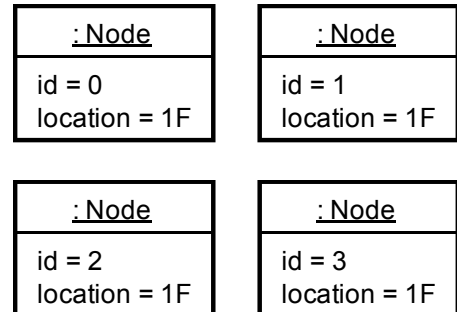 : Node
id = 0
location = 1F
: Node
id = 1
location = 1F
: Node
id = 2
location = 1F
: Node
id = 3
location = 1F